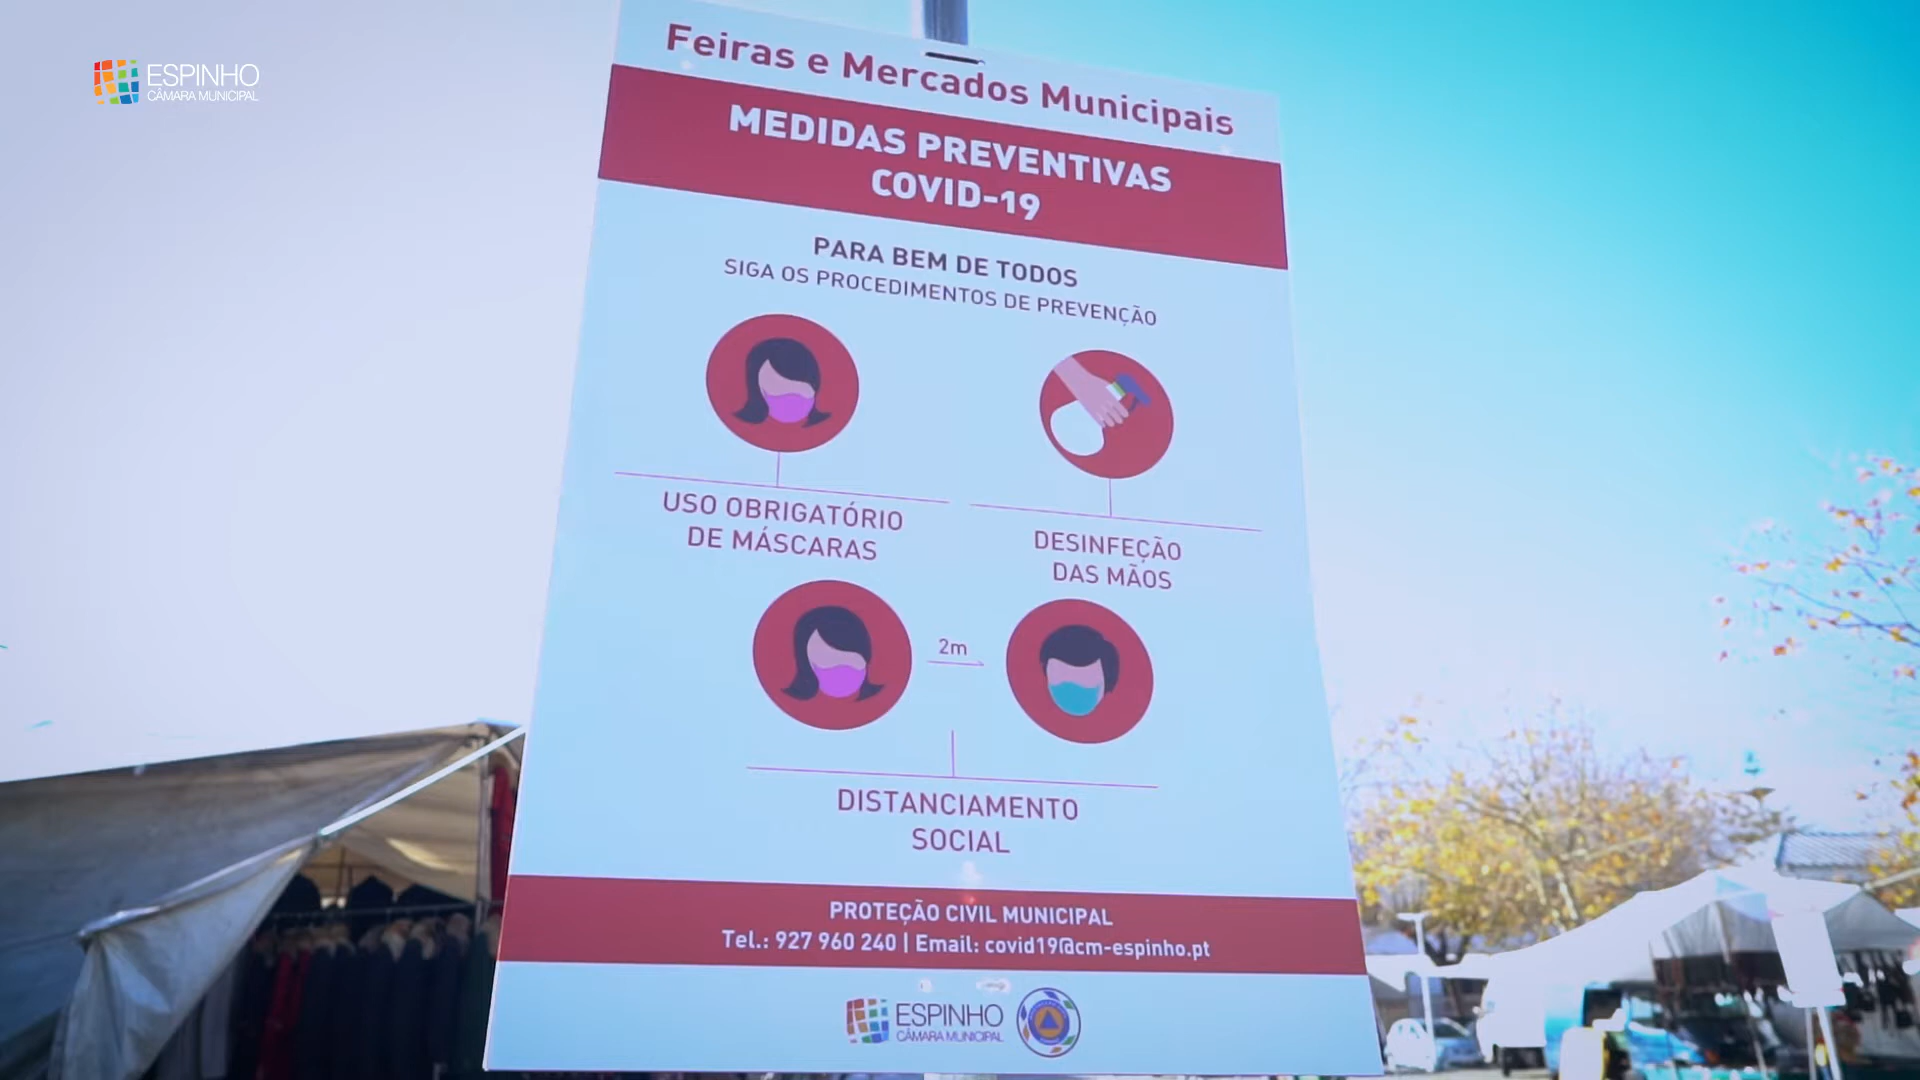 ESPINHO
CÂMARA MUNICIPAL
Feiras e Mercados Municipais
MEDIDAS PREVENTIVAS
COVID-19
PARA BEM DE TODOS
SIGA OS PROCEDIMENTOS DE PREVENÇÃO
USO OBRIGATÓRIO
DE MÁSCARAS
DESINFEÇÃO
DAS MÃOS
2m
DISTANCIAMENTO
SOCIAL
PROTEÇÃO CIVIL MUNICIPAL
Tel.: 927 960 240 | Email: covid19@cm-espinho.pt
ESPINHO
CÂMARA MUNICIPAL